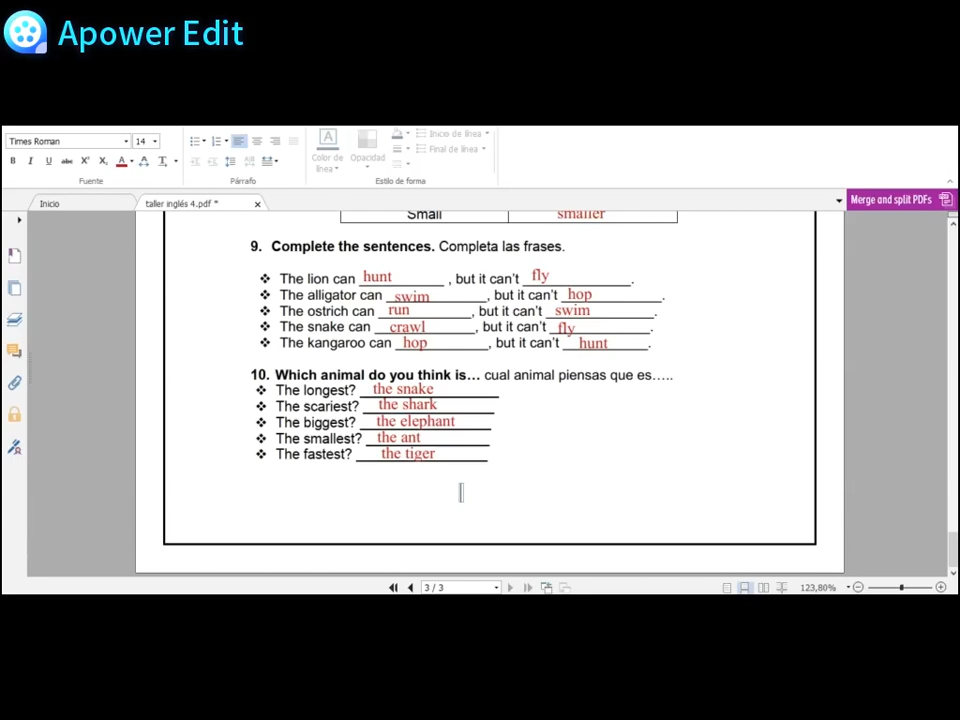 Apower Edit
Times Roman 14 Inicio de línea
Final de línea
B I U abc X² X₂ A A T Color de línea Opacidad
Fuente Párrafo Estilo de forma
Inicio taller inglés 4.pdf * Merge and split PDFs
Small smaller
9. Complete the sentences. Completa las frases.
❖ The lion can hunt , but it can't fly .
❖ The alligator can swim , but it can't hop .
❖ The ostrich can run , but it can't swim .
❖ The snake can crawl , but it can't fly .
❖ The kangaroo can hop , but it can't hunt .
10. Which animal do you think is… cual animal piensas que es…..
❖ The longest? the snake
❖ The scariest? the shark
❖ The biggest? the elephant
❖ The smallest? the ant
❖ The fastest? the tiger
3 / 3 123,80%